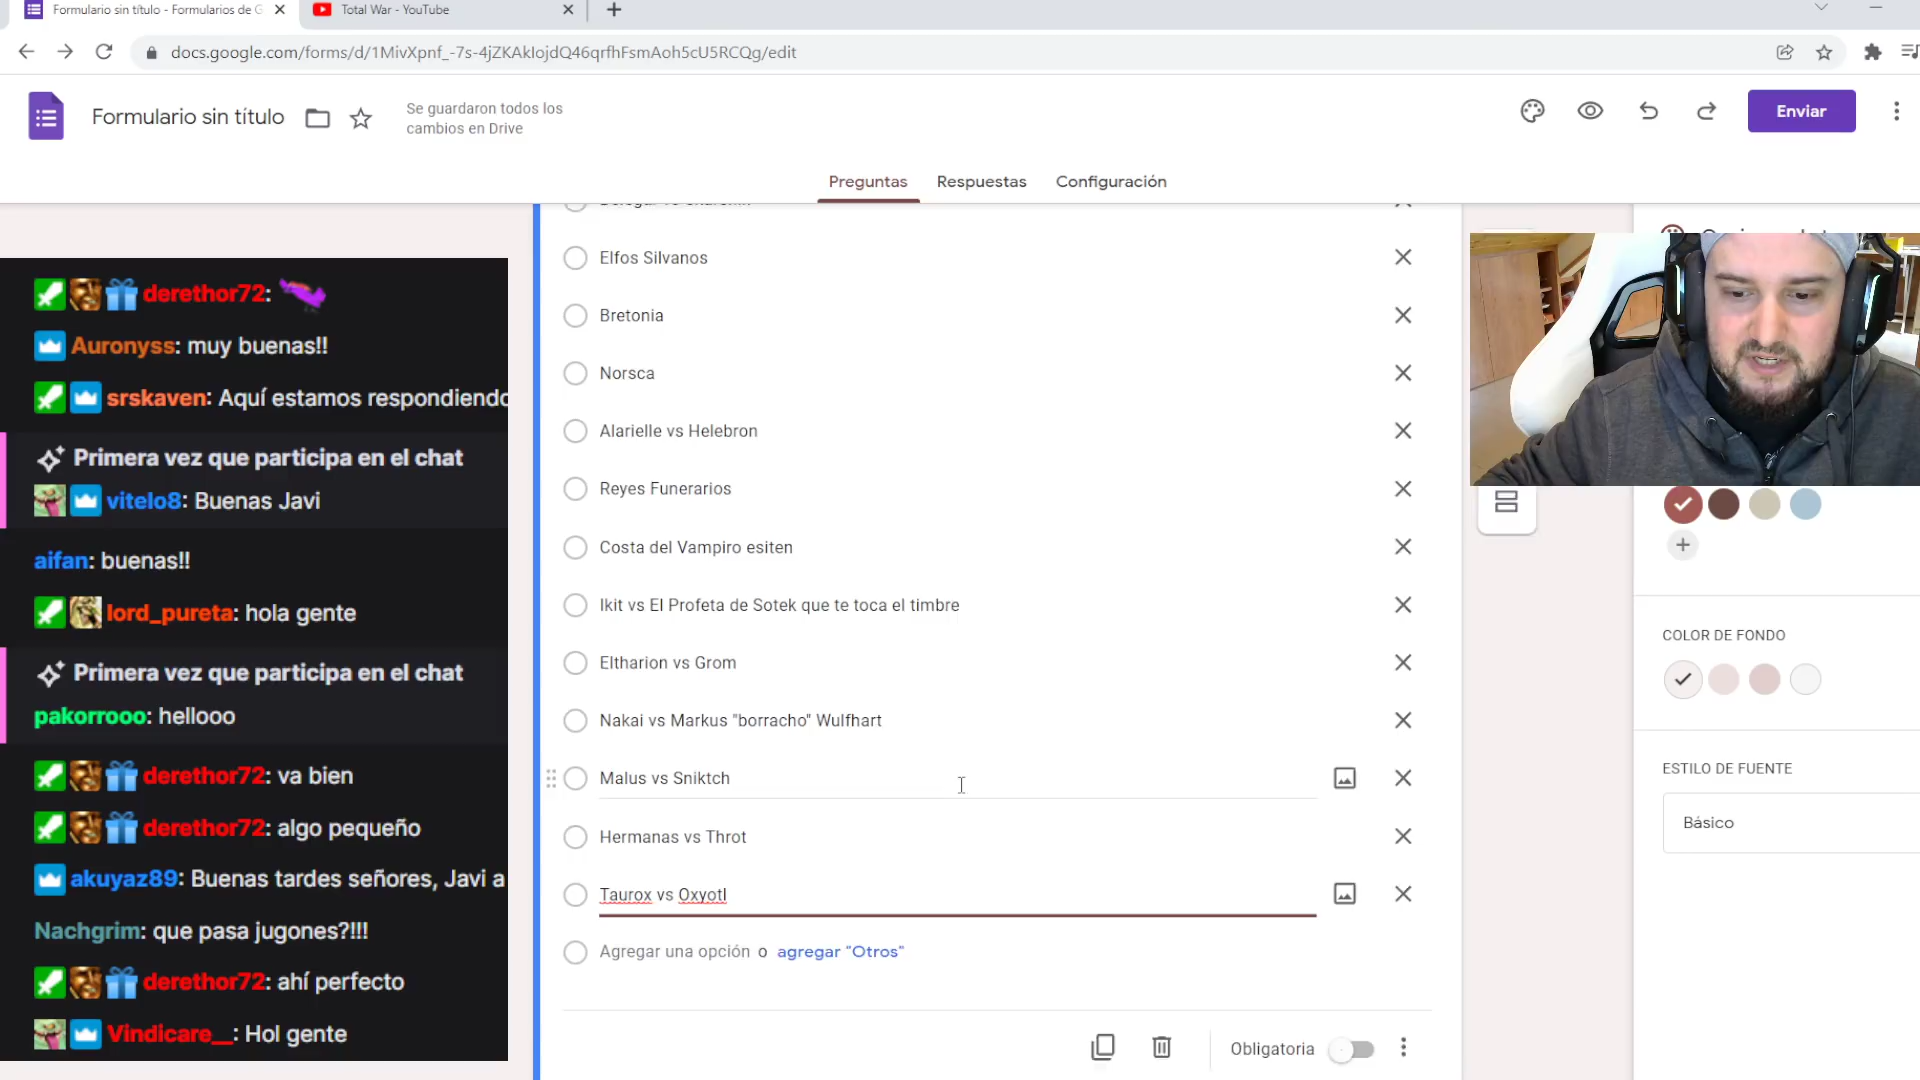 Formulario sin título - Formularios de G
Total War - YouTube
docs.google.com/forms/d/1MivXpnf_-7s-4jZKAkIojdQ46qrfhFsmAoh5cU5RCQg/edit
Formulario sin título
Se guardaron todos los
cambios en Drive
Enviar
Preguntas Respuestas Configuración
Elfos Silvanos
Bretonia
Norsca
Alarielle vs Helebron
Reyes Funerarios
Costa del Vampiro esiten
Ikit vs El Profeta de Sotek que te toca el timbre
Eltharion vs Grom
Nakai vs Markus "borracho" Wulfhart
Malus vs Sniktch
Hermanas vs Throt
Taurox vs Oxyotl
Agregar una opción o agregar "Otros"
Obligatoria
derethor72:
Auronyss: muy buenas!!
srskaven: Aquí estamos respondiendo
Primera vez que participa en el chat
vitelo8: Buenas Javi
aifan: buenas!!
lord_pureta: hola gente
Primera vez que participa en el chat
pakorrooo: hellooo
derethor72: va bien
derethor72: algo pequeño
akuyaz89: Buenas tardes señores, Javi a
Nachgrim: que pasa jugones?!!!
derethor72: ahí perfecto
Vindicare__: Hol gente
COLOR DE FONDO
ESTILO DE FUENTE
Básico